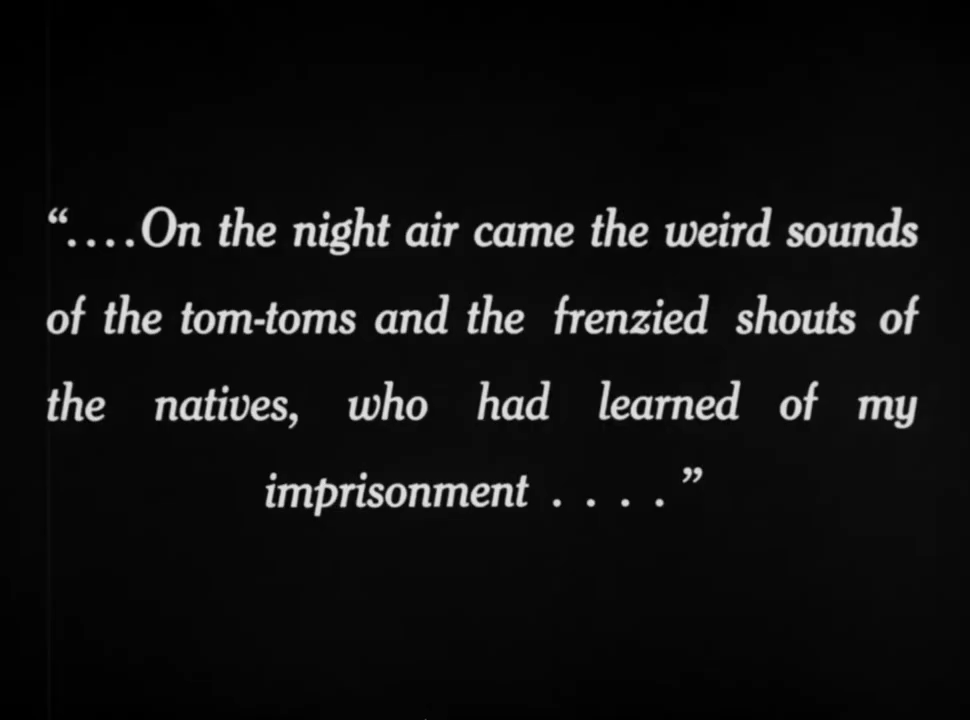 “....On the night air came the weird sounds
of the tom-toms and the frenzied shouts of
the natives, who had learned of my
imprisonment . . . . ”